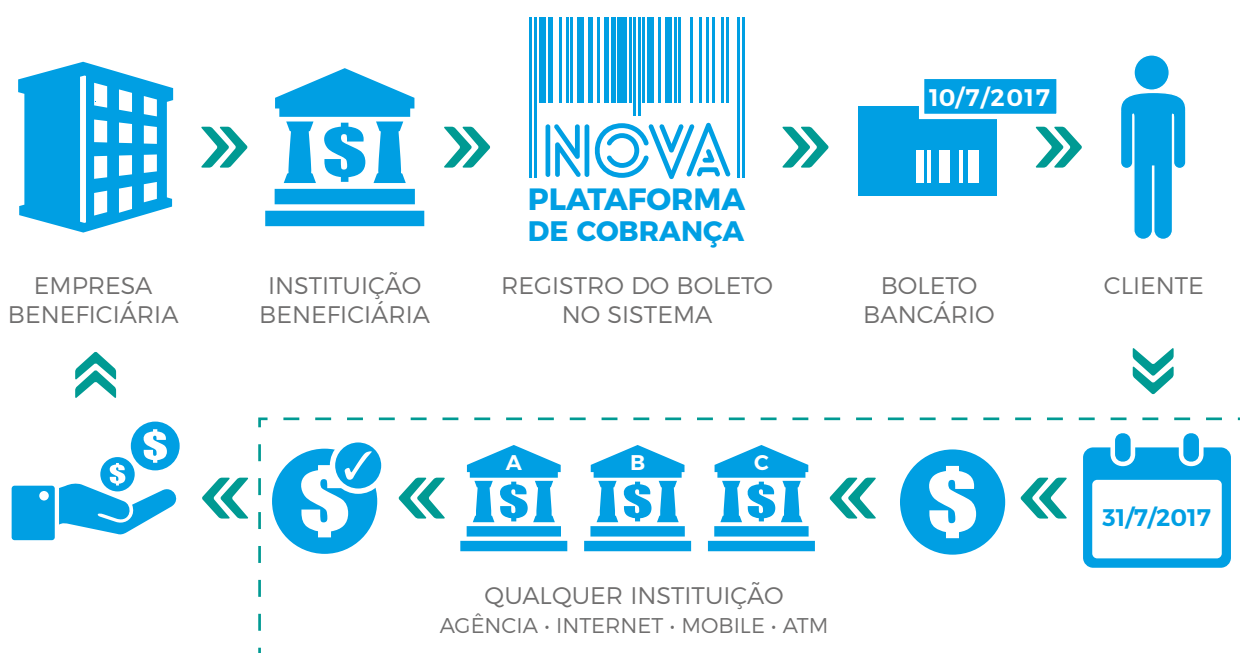 NOVA
PLATAFORMA
DE COBRANÇA
10/7/2017
EMPRESA
BENEFICIÁRIA
INSTITUIÇÃO
BENEFICIÁRIA
REGISTRO DO BOLETO
NO SISTEMA
BOLETO
BANCÁRIO
CLIENTE
$
$
$
$
A
B
C
$
$
$
$
$
31/7/2017
QUALQUER INSTITUIÇÃO
AGÊNCIA • INTERNET • MOBILE • ATM